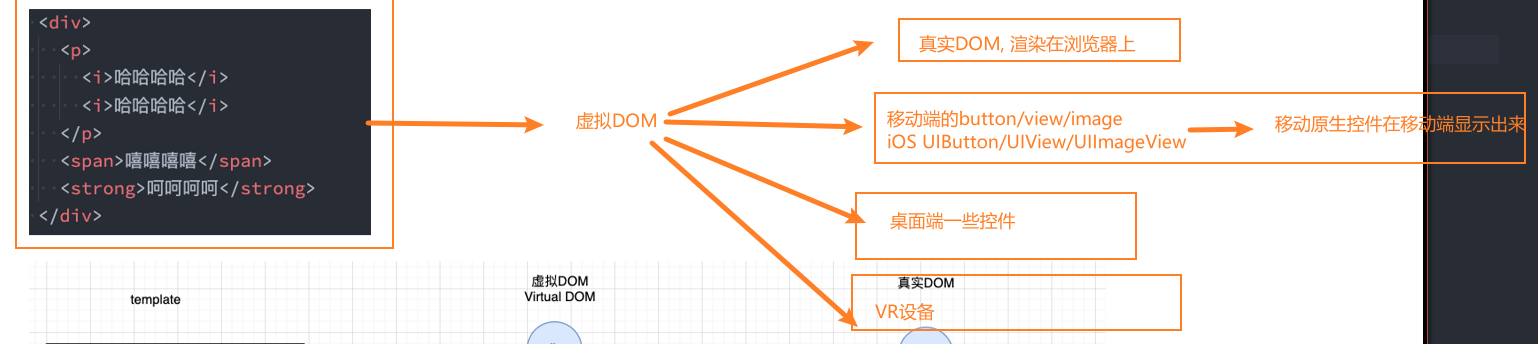 <div>
<p>
<i>哈哈哈哈</i>
<i>哈哈哈哈</i>
</p>
<span>嘻嘻嘻嘻</span>
<strong>呵呵呵呵</strong>
</div>
虚拟DOM
真实DOM, 渲染在浏览器上
移动端的button/view/image
iOS UIButton/UIView/UIImageView
移动原生控件在移动端显示出来
桌面端一些控件
VR设备
template
虚拟DOM
Virtual DOM
真实DOM